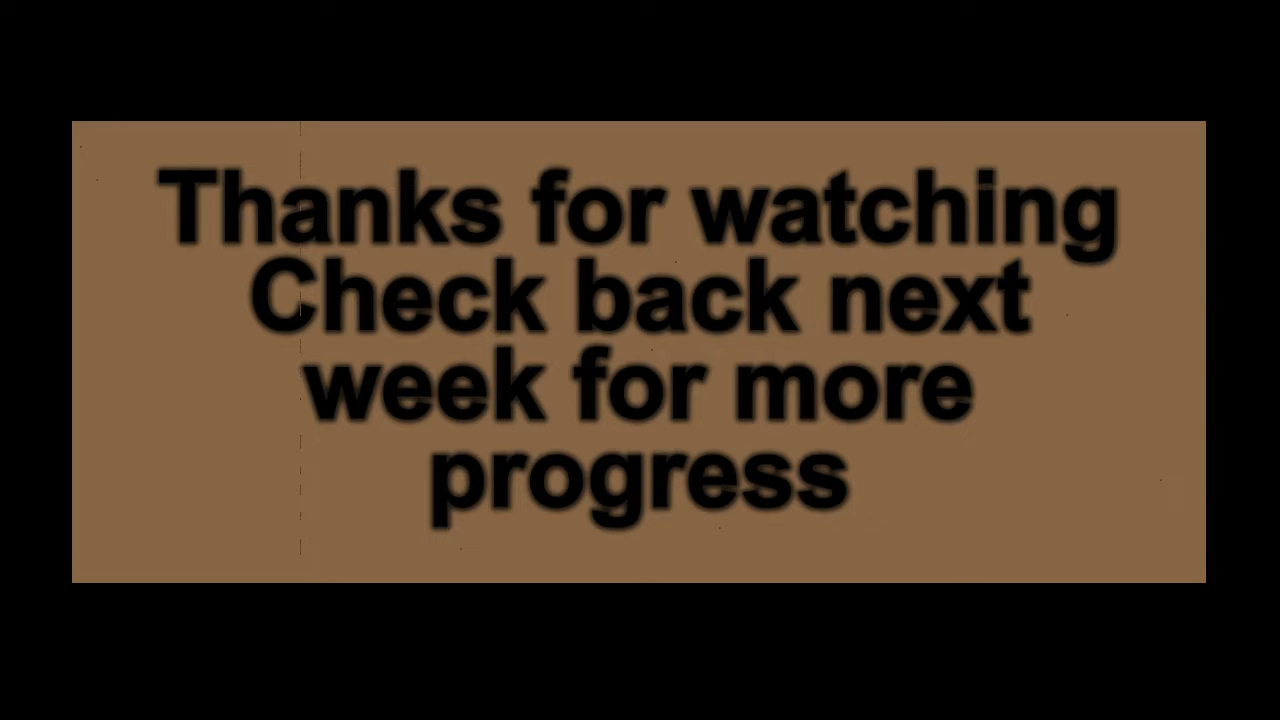 Thanks for watching
Check back next
week for more
progress